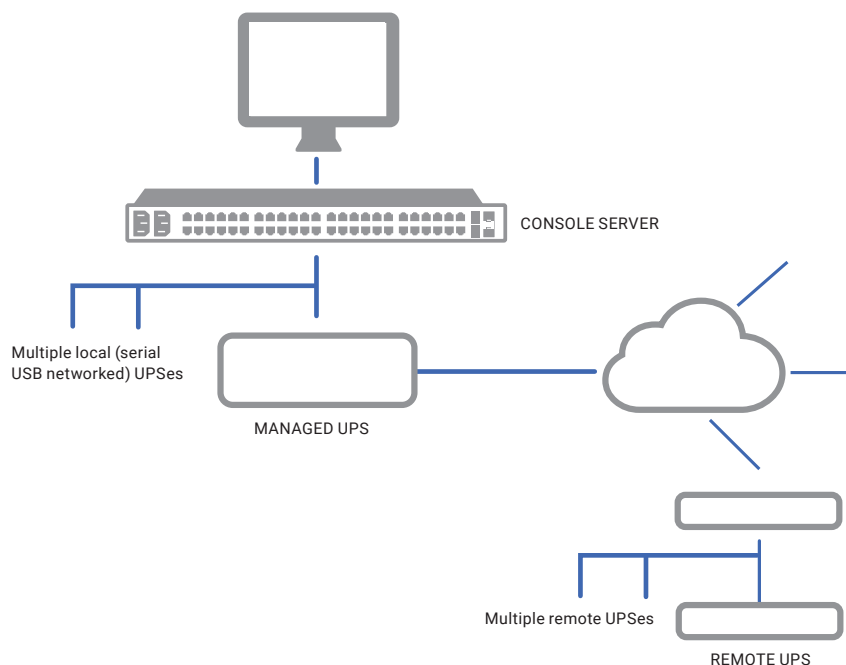 CONSOLE SERVER
Multiple local (serial
USB networked) UPSes
MANAGED UPS
Multiple remote UPSes
REMOTE UPS